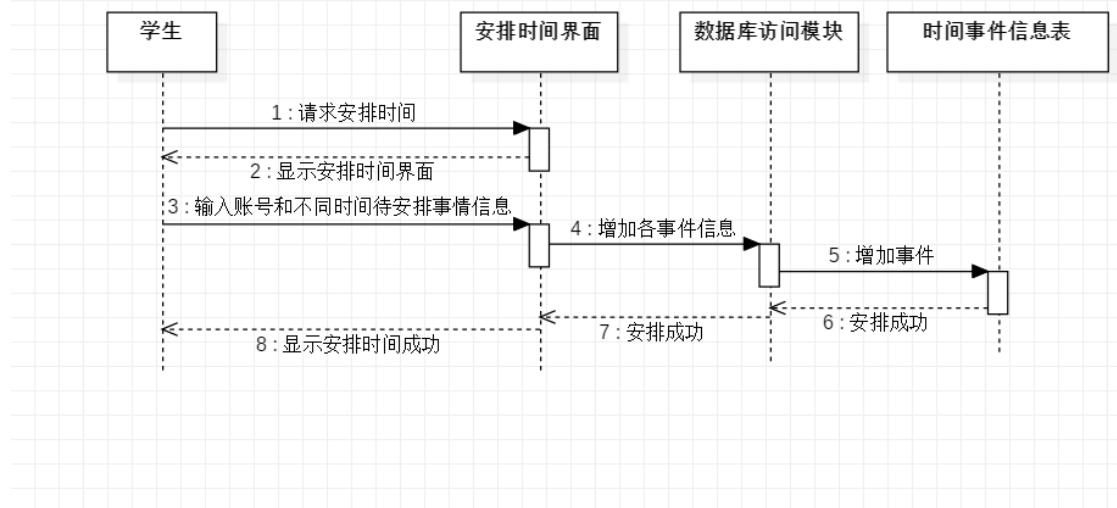 学生
安排时间界面
数据库访问模块
时间事件信息表
1 : 请求安排时间
2 : 显示安排时间界面
3 : 输入账号和不同时间待安排事情信息
4 : 增加各事件信息
5 : 增加事件
6 : 安排成功
7 : 安排成功
8 : 显示安排时间成功